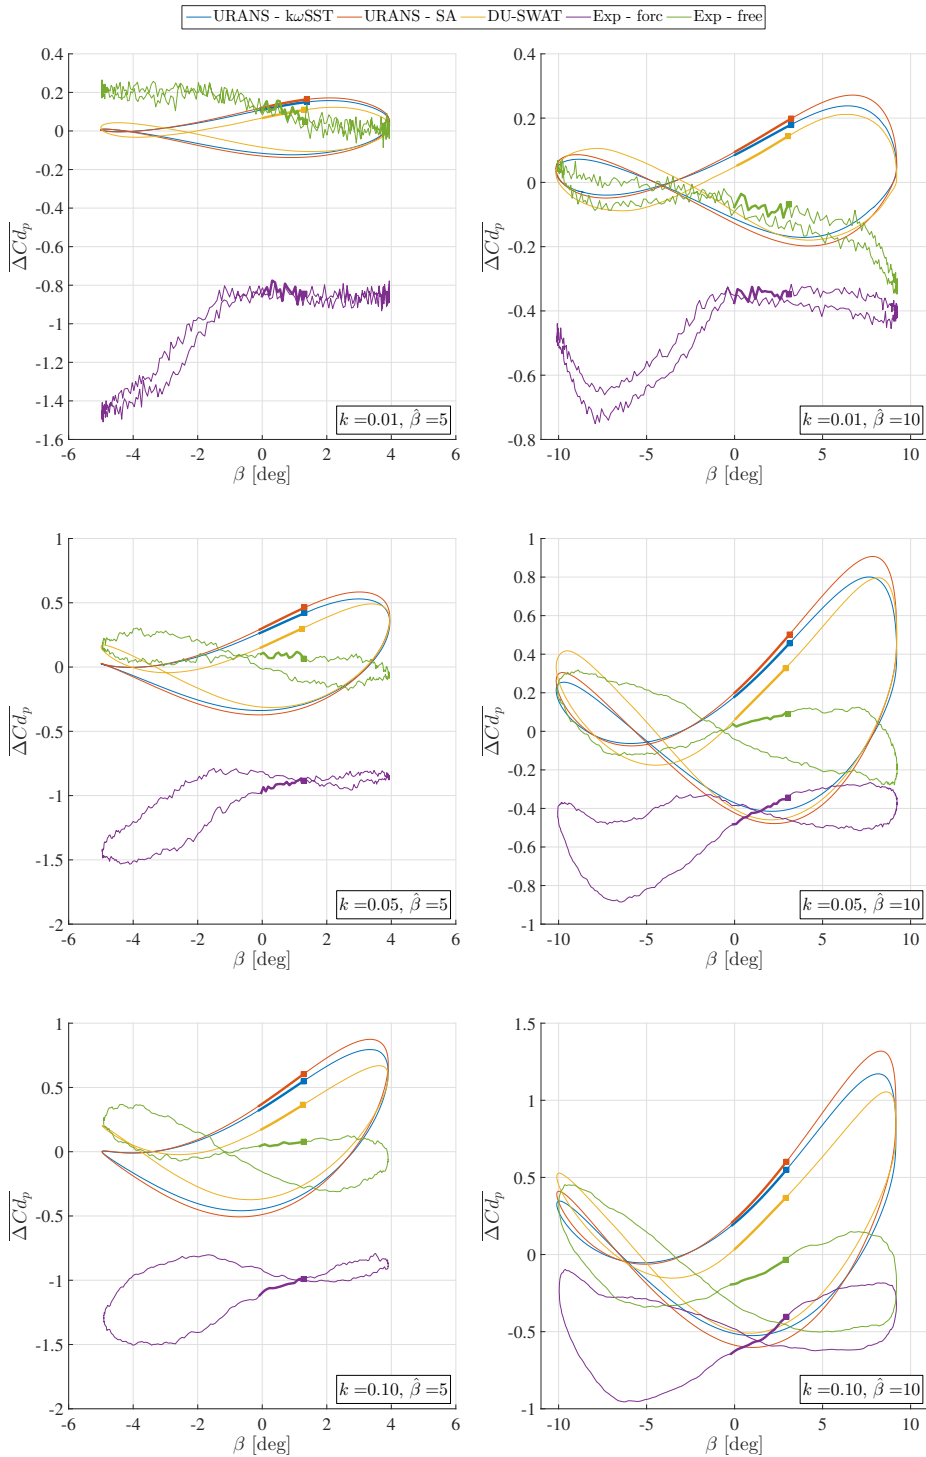 URANS - kωSST URANS - SA DU-SWAT Exp - forc Exp - free
0.4
0.2
0
-0.2
-0.4
-0.6
-0.8
-1
-1.2
-1.4
-1.6
-6 -4 -2 0 2 4 6
ΔCd_p
β [deg]
k =0.01, β̂ =5
0.4
0.2
0
-0.2
-0.4
-0.6
-0.8
-10 -5 0 5 10
ΔCd_p
β [deg]
k =0.01, β̂ =10
1
0.5
0
-0.5
-1
-1.5
-2
-6 -4 -2 0 2 4 6
ΔCd_p
β [deg]
k =0.05, β̂ =5
1
0.8
0.6
0.4
0.2
0
-0.2
-0.4
-0.6
-0.8
-1
-10 -5 0 5 10
ΔCd_p
β [deg]
k =0.05, β̂ =10
1
0.5
0
-0.5
-1
-1.5
-2
-6 -4 -2 0 2 4 6
ΔCd_p
β [deg]
k =0.10, β̂ =5
1.5
1
0.5
0
-0.5
-1
-10 -5 0 5 10
ΔCd_p
β [deg]
k =0.10, β̂ =10